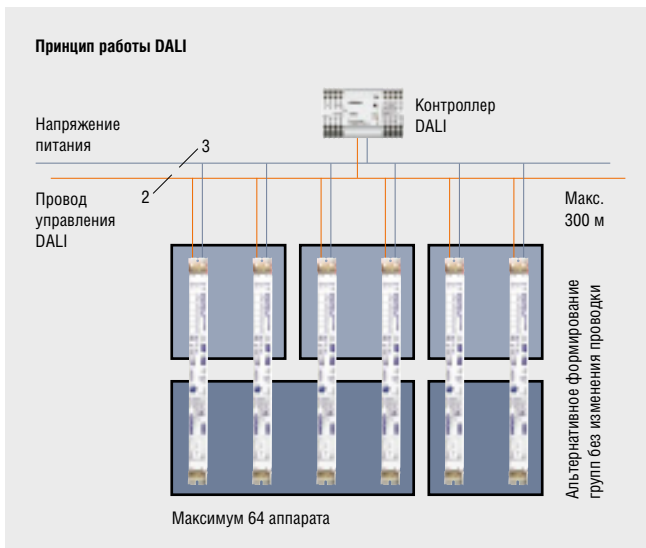 Принцип работы DALI
Контроллер
DALI
Напряжение
питания
3
2
Провод
управления
DALI
Макс.
300 м
Альтернативное формирование
групп без изменения проводки
Максимум 64 аппарата